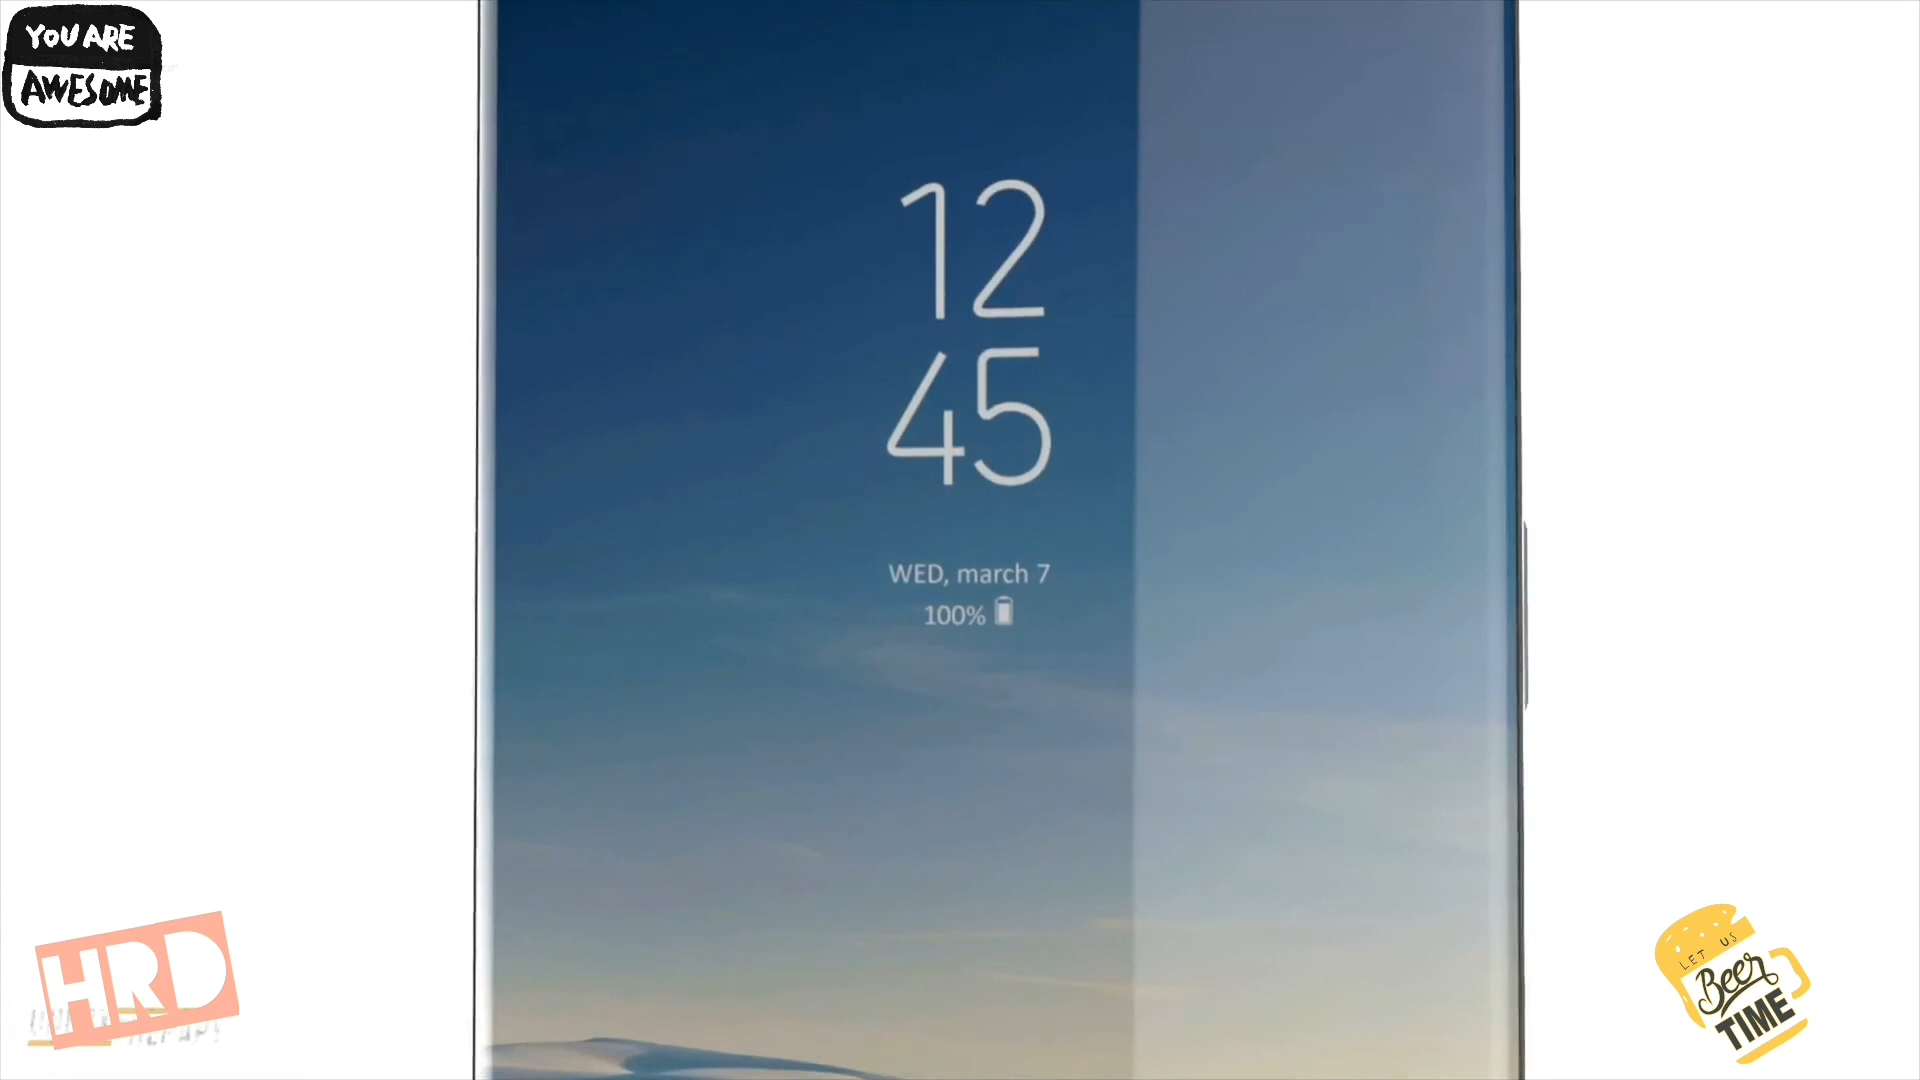 YOU ARE
AWESOME
12
45
WED, march 7
100%
HRD
LET US
Beer
TIME